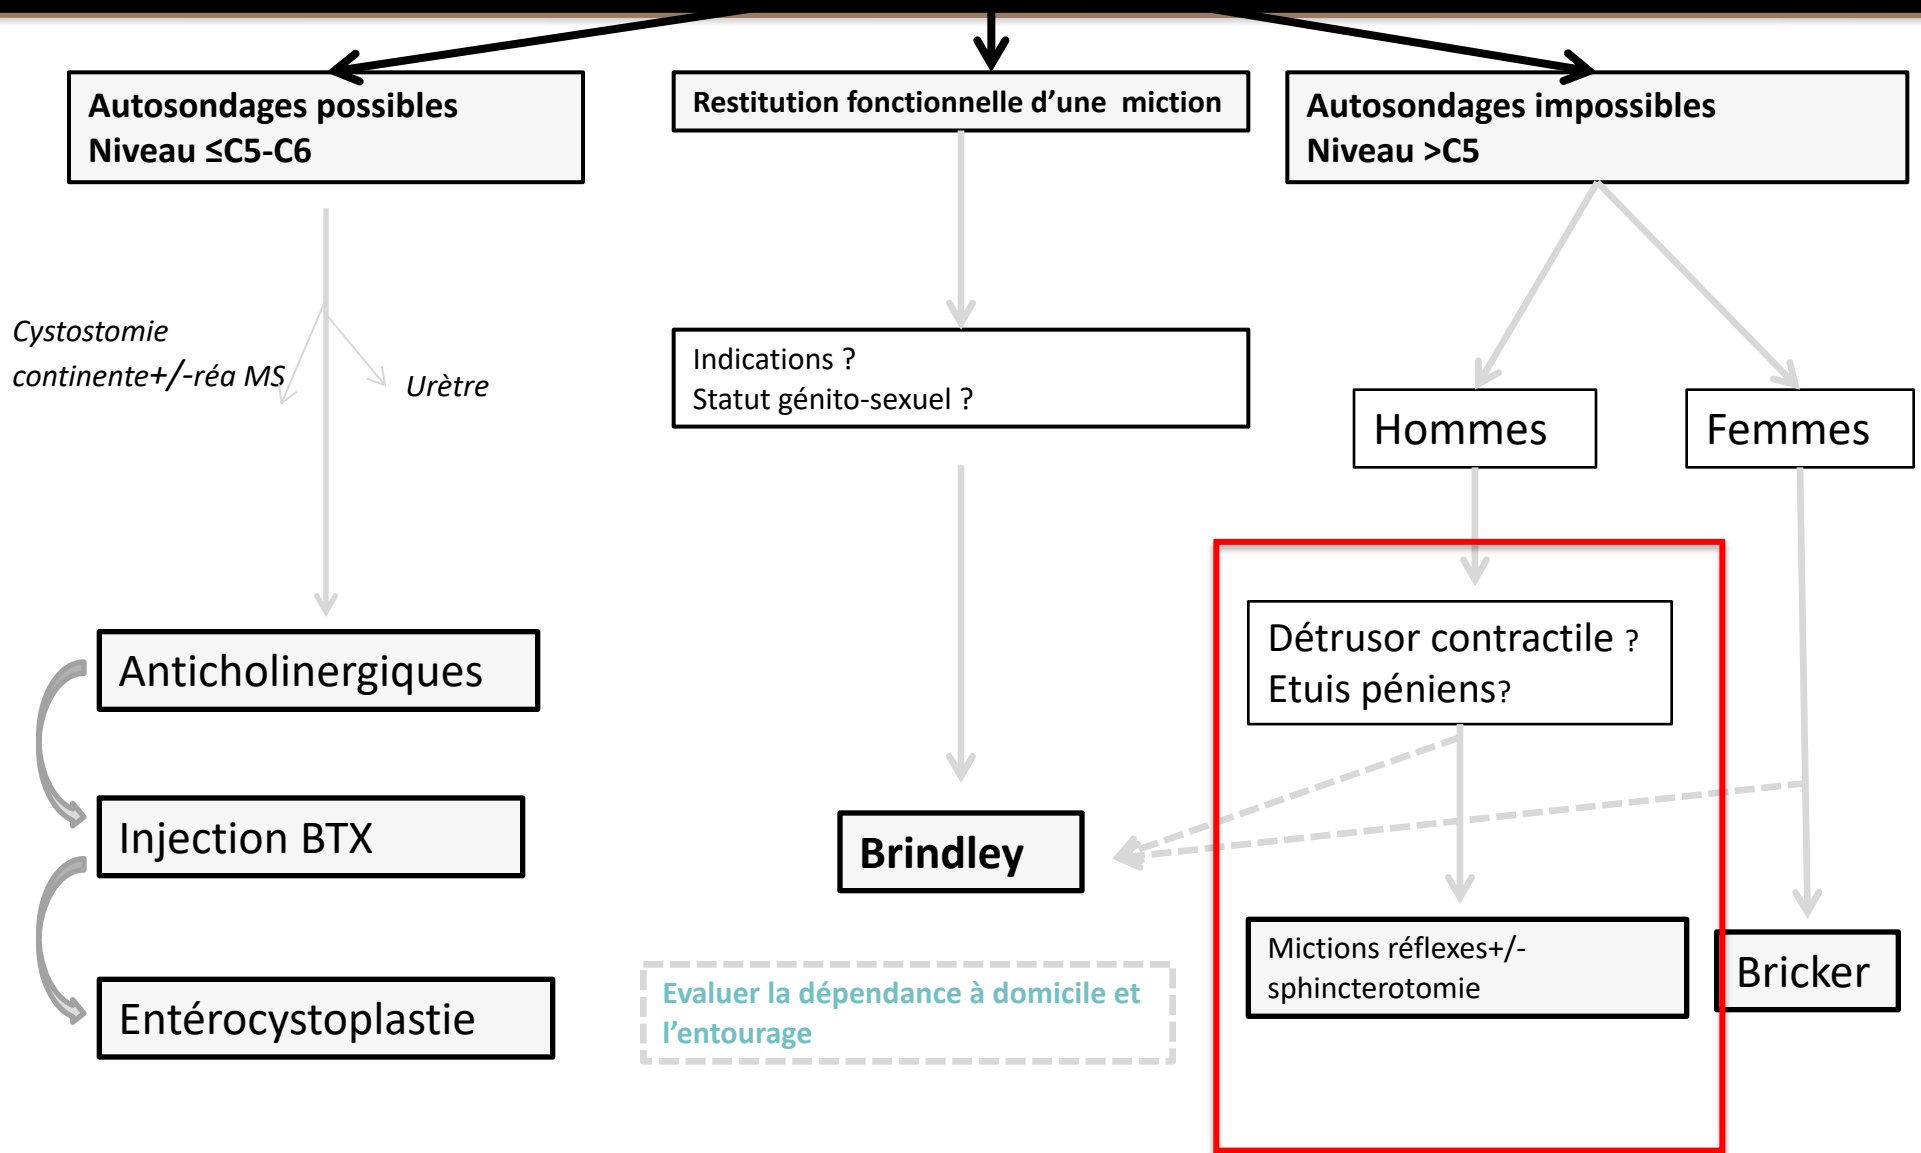 Autosondages possibles
Niveau ≤C5-C6
Restitution fonctionnelle d’une  miction
Autosondages impossibles
Niveau >C5
Cystostomie
continente+/-réa MS
Urètre
Indications ?
Statut génito-sexuel ?
Hommes
Femmes
Détrusor contractile ?
Etuis péniens?
Anticholinergiques
Injection BTX
Entérocystoplastie
Brindley
Evaluer la dépendance à domicile et
l’entourage
Mictions réflexes+/-
sphincterotomie
Bricker